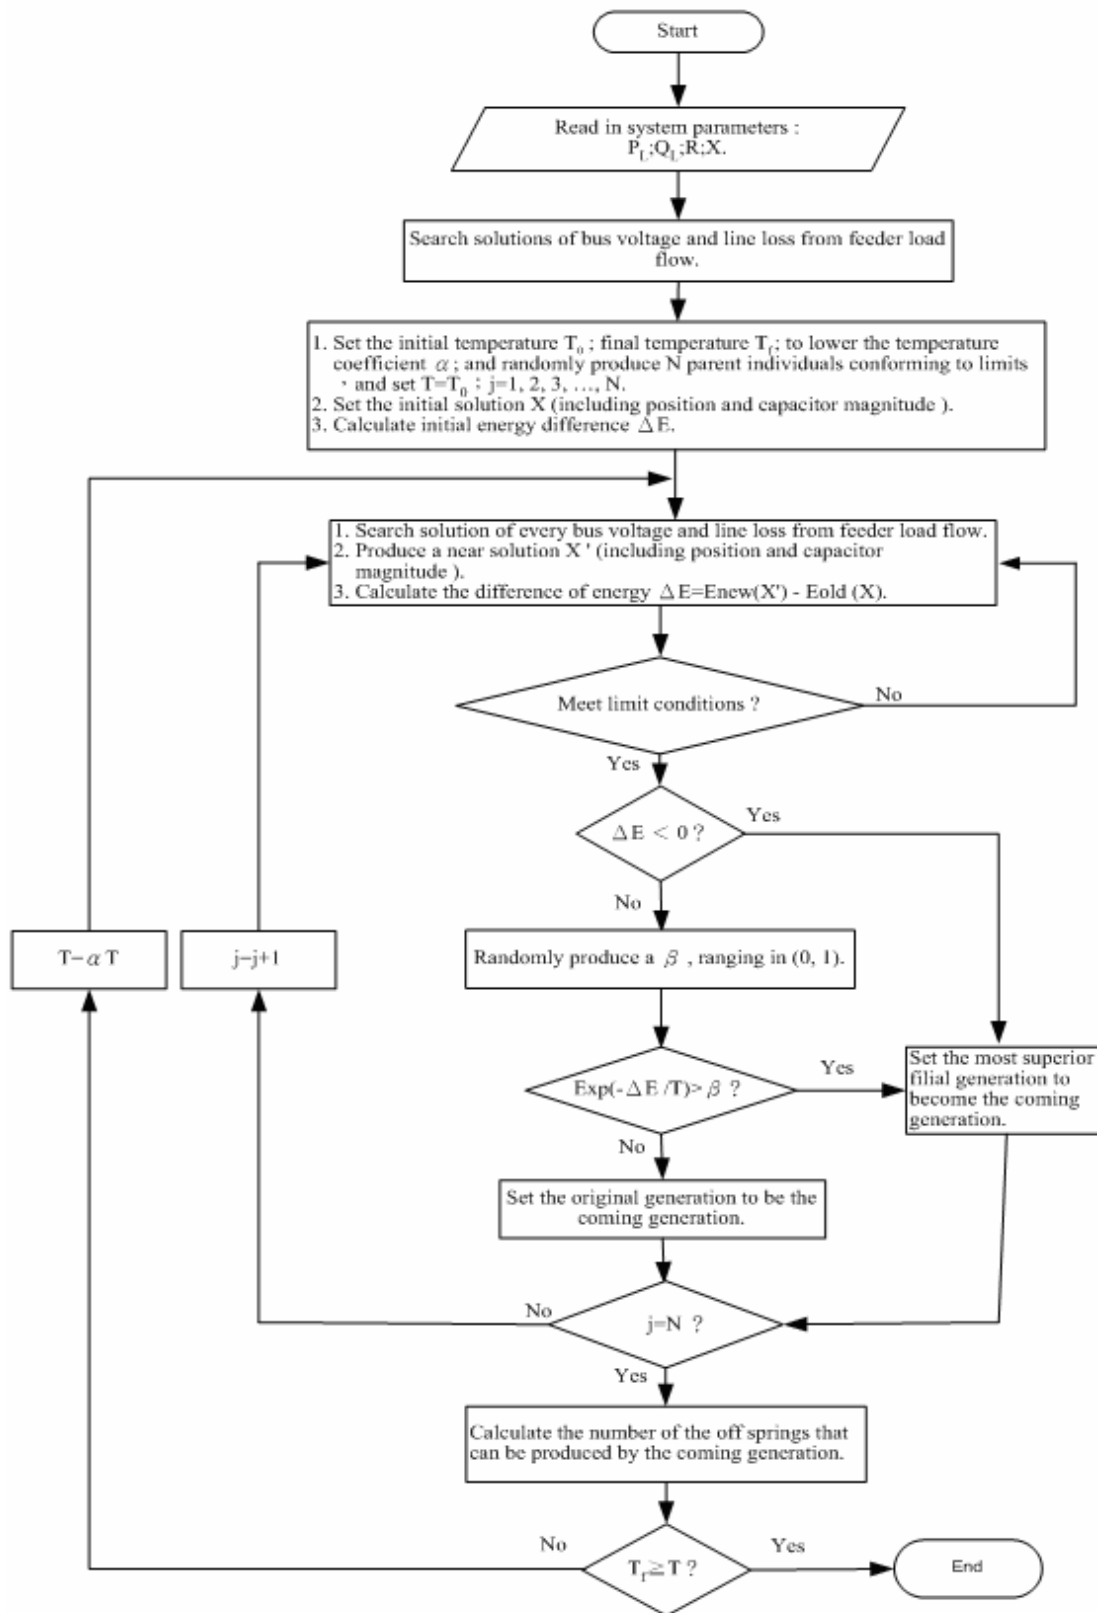 Start
Read in system parameters :
P_L;Q_L;R;X.
Search solutions of bus voltage and line loss from feeder load
flow.
1. Set the initial temperature T_0 ; final temperature T_f; to lower the temperature
coefficient α ; and randomly produce N parent individuals conforming to limits
, and set T=T_0 ; j=1, 2, 3, …, N.
2. Set the initial solution X (including position and capacitor magnitude ).
3. Calculate initial energy difference ΔE.
1. Search solution of every bus voltage and line loss from feeder load flow.
2. Produce a near solution X ' (including position and capacitor
magnitude ).
3. Calculate the difference of energy ΔE=Enew(X') - Eold (X).
Meet limit conditions ?
No
Yes
ΔE < 0 ?
Yes
No
T−α T
j−j+1
Randomly produce a β , ranging in (0, 1).
Exp(-ΔE /T)> β ?
Yes
Set the most superior
filial generation to
become the coming
generation.
No
Set the original generation to be the
coming generation.
j=N ?
No
Yes
Calculate the number of the off springs that
can be produced by the coming generation.
T_f≧T ?
No
Yes
End